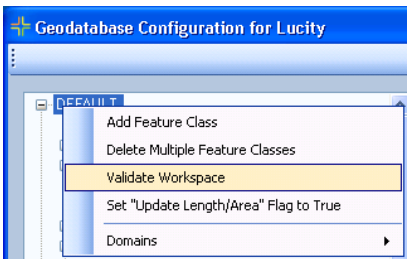 Geodatabase Configuration for Lucity
DEFAULT
Add Feature Class
Delete Multiple Feature Classes
Validate Workspace
Set "Update Length/Area" Flag to True
Domains